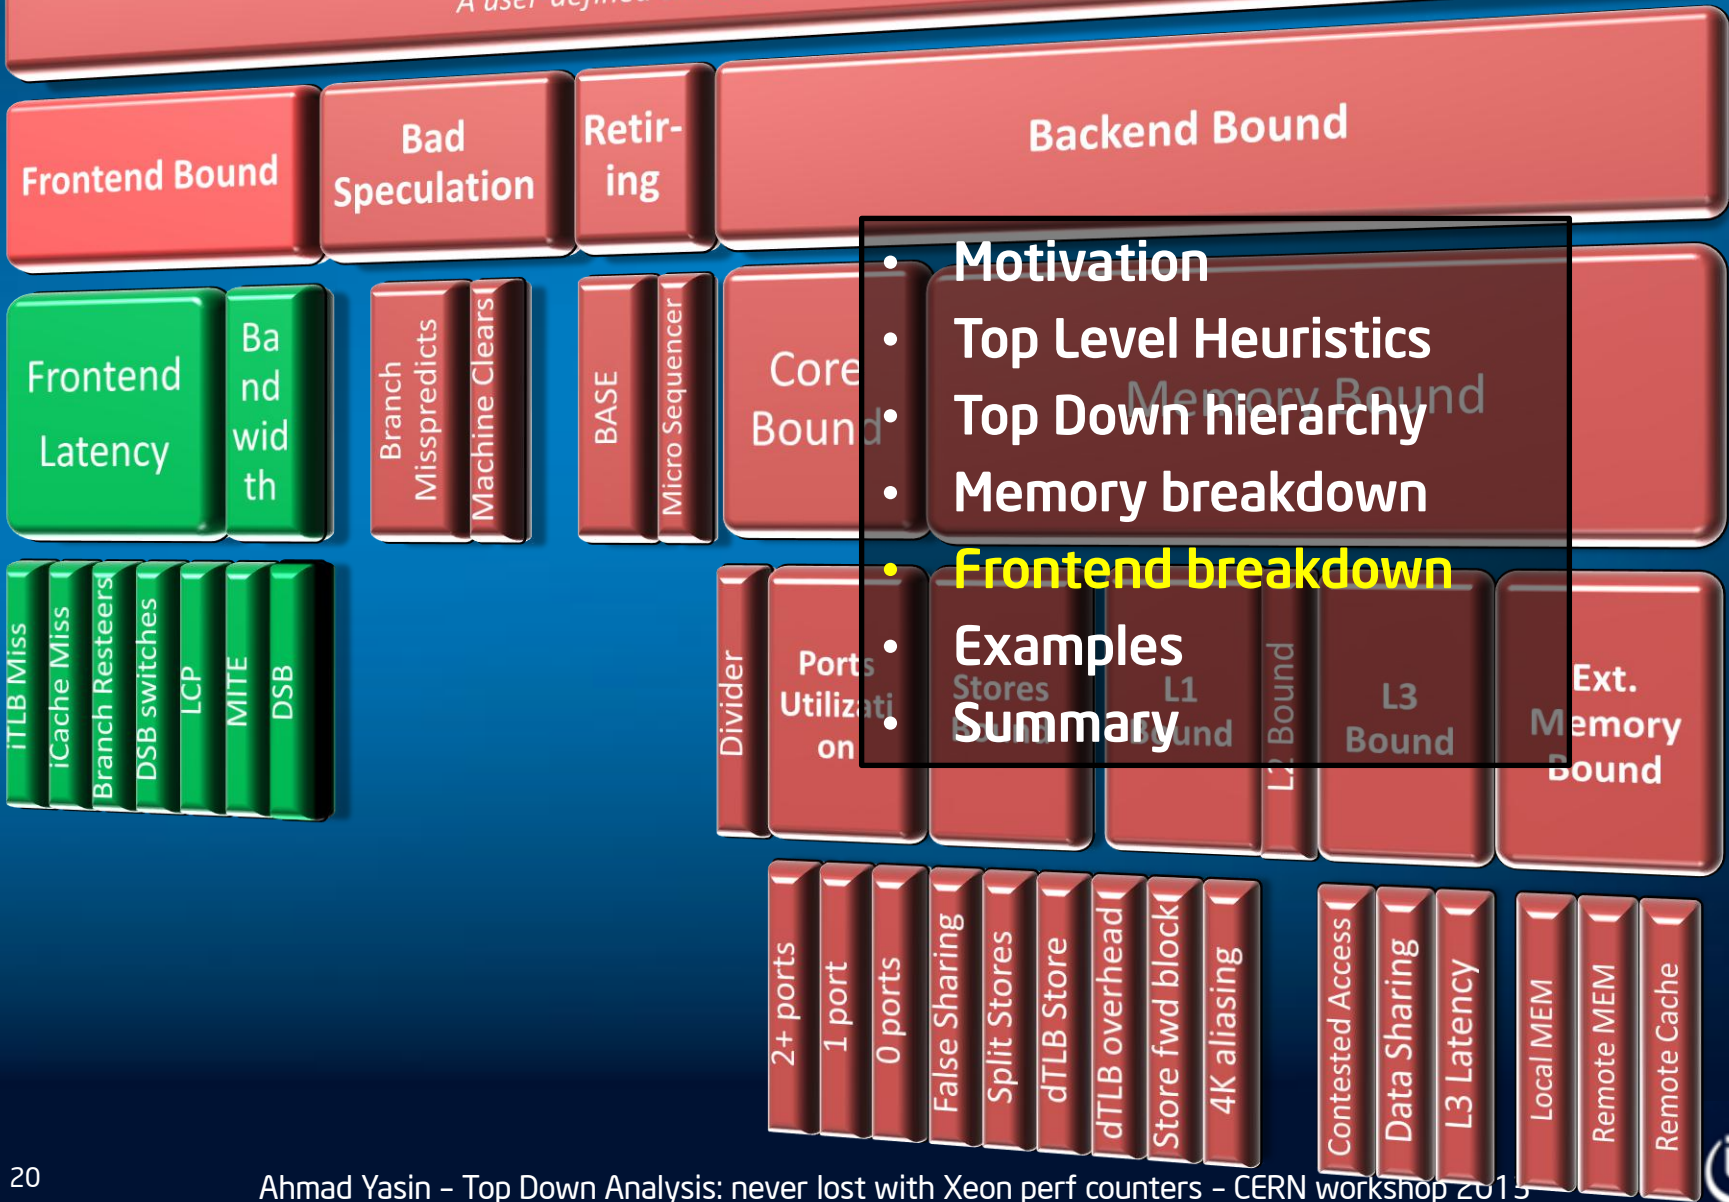 A user defined
Frontend Bound
Bad
Speculation
Retir-
ing
Backend Bound
Frontend
Latency
Ba
nd
wid
th
Branch
Misspredicts
Machine Clears
BASE
Micro Sequencer
Core
Bound
Memory Bound
• Motivation
• Top Level Heuristics
• Top Down hierarchy
• Memory breakdown
• Frontend breakdown
• Examples
• Summary
iTLB Miss
iCache Miss
Branch Resteers
DSB switches
LCP
MITE
DSB
Divider
Ports
Utilizati
on
Stores
Bound
L1
Bound
L2 Bound
L3
Bound
Ext.
Memory
Bound
2+ ports
1 port
0 ports
False Sharing
Split Stores
dTLB Store
dTLB overhead
Store fwd block
4K aliasing
Contested Access
Data Sharing
L3 Latency
Local MEM
Remote MEM
Remote Cache
20
Ahmad Yasin – Top Down Analysis: never lost with Xeon perf counters – CERN workshop 2013